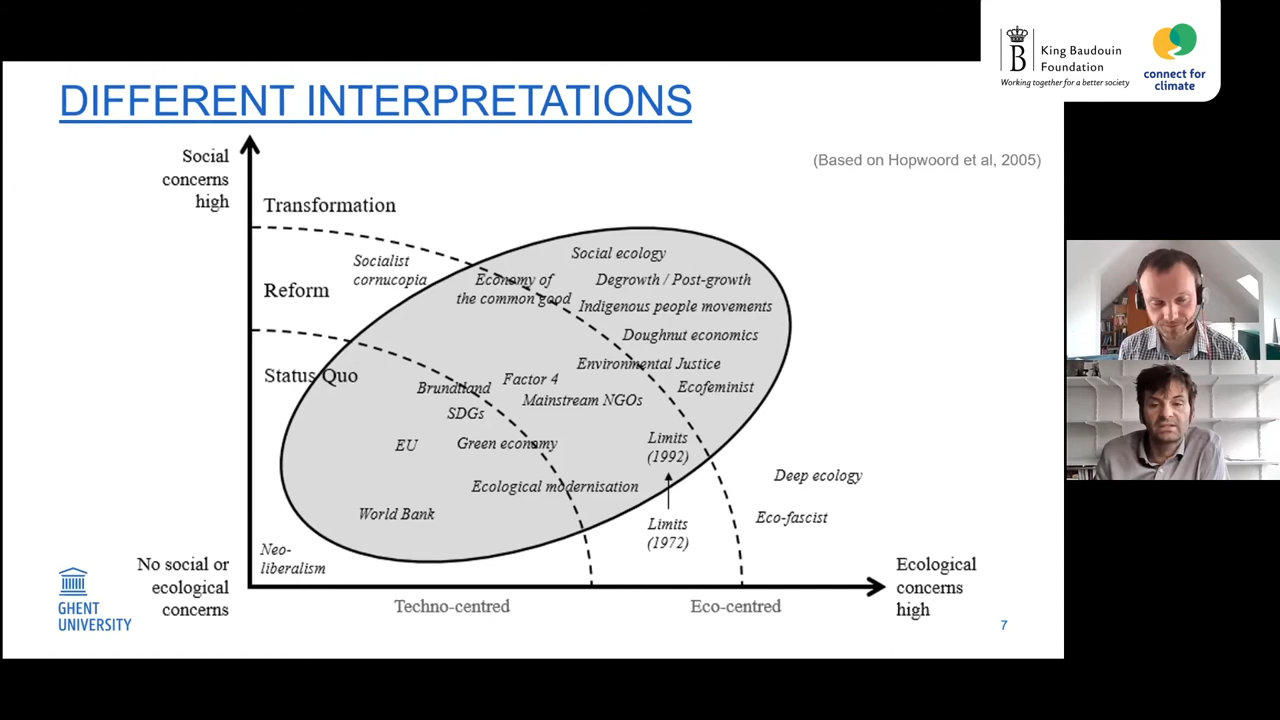 King Baudouin
Foundation
Working together for a better society
connect for
climate
DIFFERENT INTERPRETATIONS
(Based on Hopwoord et al, 2005)
Social
concerns
high
Transformation
Reform
Status Quo
Socialist
cornucopia
Economy of
the common good
Social ecology
Degrowth / Post-growth
Indigenous people movements
Doughnut economics
Environmental Justice
Ecofeminist
Brundtland
Factor 4
Mainstream NGOs
SDGs
EU
Green economy
Limits
(1992)
Ecological modernisation
World Bank
Deep ecology
Eco-fascist
Limits
(1972)
Neo-
liberalism
No social or
ecological
concerns
Techno-centred
Eco-centred
Ecological
concerns
high
GHENT
UNIVERSITY
7